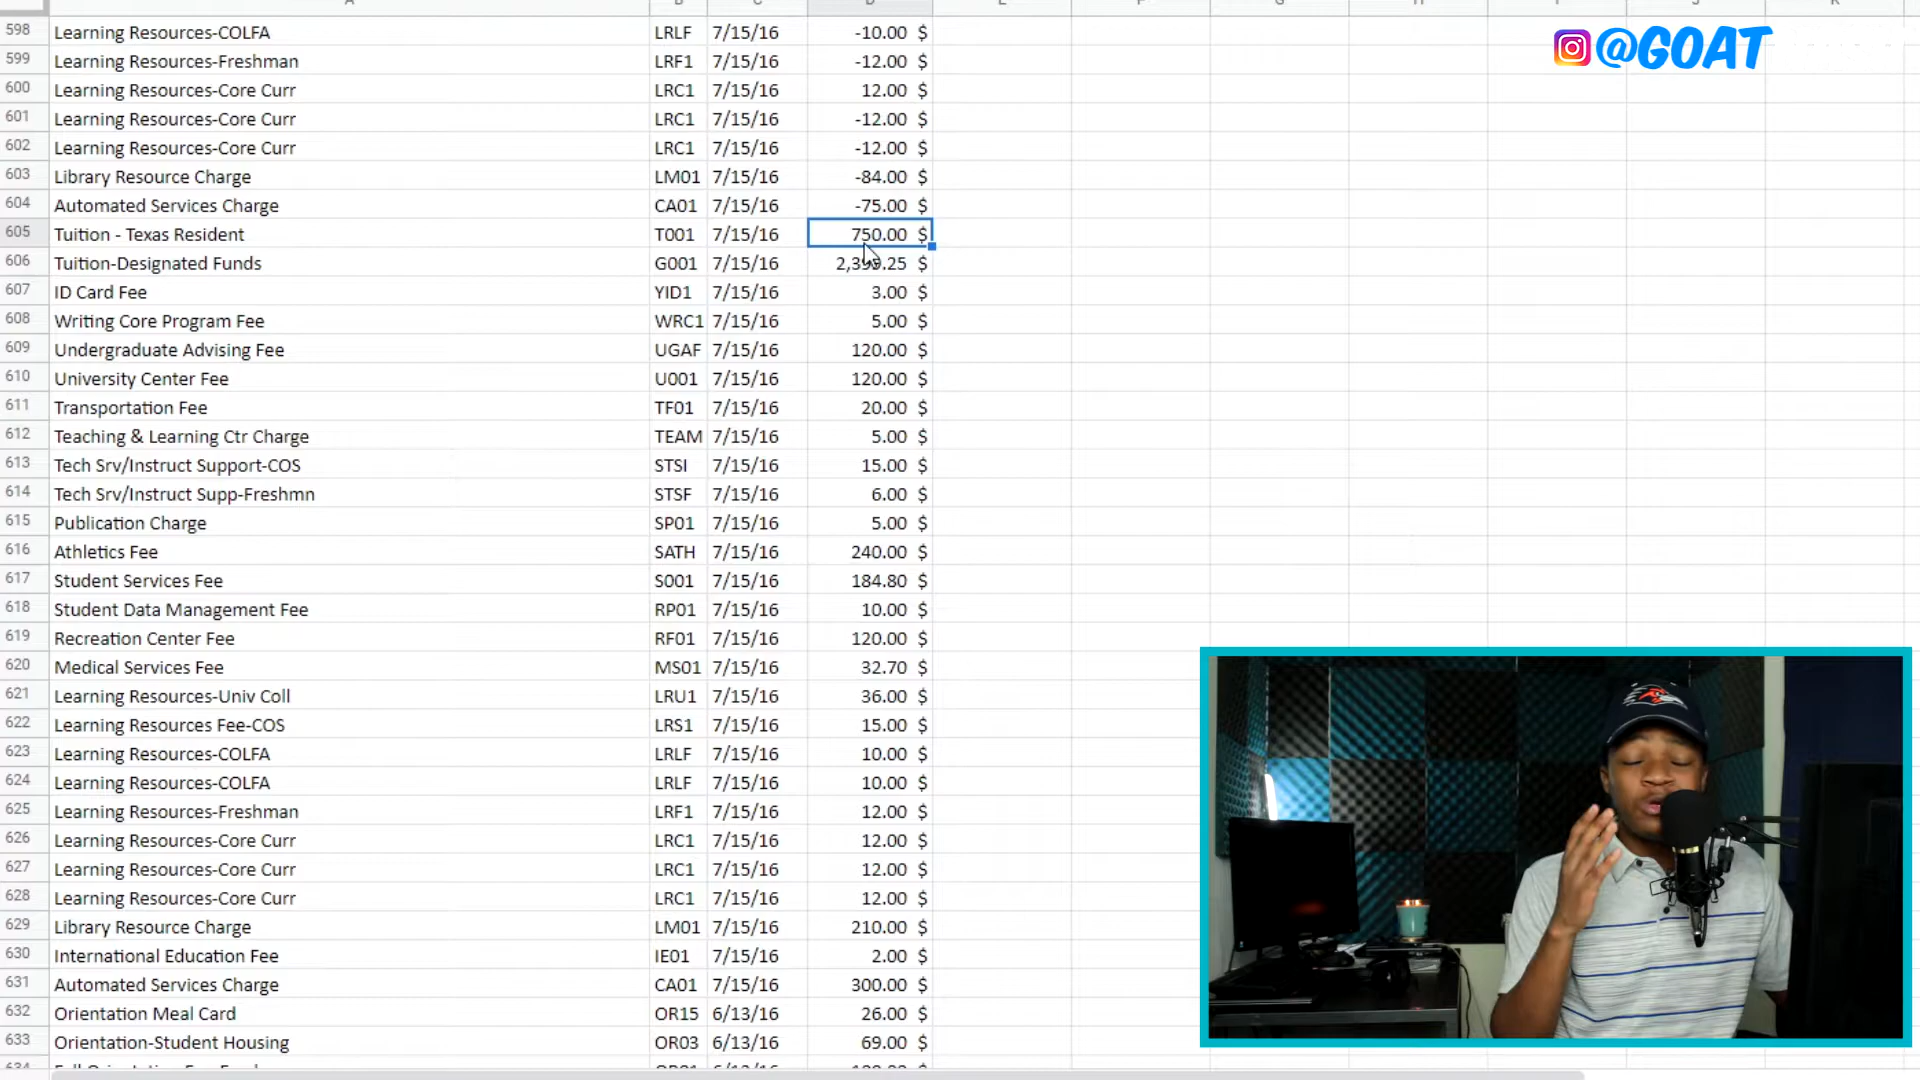 @GOAT
598 Learning Resources-COLFA LRLF 7/15/16 -10.00 $
599 Learning Resources-Freshman LRF1 7/15/16 -12.00 $
600 Learning Resources-Core Curr LRC1 7/15/16 12.00 $
601 Learning Resources-Core Curr LRC1 7/15/16 -12.00 $
602 Learning Resources-Core Curr LRC1 7/15/16 -12.00 $
603 Library Resource Charge LM01 7/15/16 -84.00 $
604 Automated Services Charge CA01 7/15/16 -75.00 $
605 Tuition - Texas Resident T001 7/15/16 750.00 $
606 Tuition-Designated Funds G001 7/15/16 $
607 ID Card Fee YID1 7/15/16 3.00 $
608 Writing Core Program Fee WRC1 7/15/16 5.00 $
609 Undergraduate Advising Fee UGAF 7/15/16 120.00 $
610 University Center Fee U001 7/15/16 120.00 $
611 Transportation Fee TF01 7/15/16 20.00 $
612 Teaching & Learning Ctr Charge TEAM 7/15/16 5.00 $
613 Tech Srv/Instruct Support-COS STSI 7/15/16 15.00 $
614 Tech Srv/Instruct Supp-Freshmn STSF 7/15/16 6.00 $
615 Publication Charge SP01 7/15/16 5.00 $
616 Athletics Fee SATH 7/15/16 240.00 $
617 Student Services Fee S001 7/15/16 184.80 $
618 Student Data Management Fee RP01 7/15/16 10.00 $
619 Recreation Center Fee RF01 7/15/16 120.00 $
620 Medical Services Fee MS01 7/15/16 32.70 $
621 Learning Resources-Univ Coll LRU1 7/15/16 36.00 $
622 Learning Resources Fee-COS LRS1 7/15/16 15.00 $
623 Learning Resources-COLFA LRLF 7/15/16 10.00 $
624 Learning Resources-COLFA LRLF 7/15/16 10.00 $
625 Learning Resources-Freshman LRF1 7/15/16 12.00 $
626 Learning Resources-Core Curr LRC1 7/15/16 12.00 $
627 Learning Resources-Core Curr LRC1 7/15/16 12.00 $
628 Learning Resources-Core Curr LRC1 7/15/16 12.00 $
629 Library Resource Charge LM01 7/15/16 210.00 $
630 International Education Fee IE01 7/15/16 2.00 $
631 Automated Services Charge CA01 7/15/16 300.00 $
632 Orientation Meal Card OR15 6/13/16 26.00 $
633 Orientation-Student Housing OR03 6/13/16 69.00 $